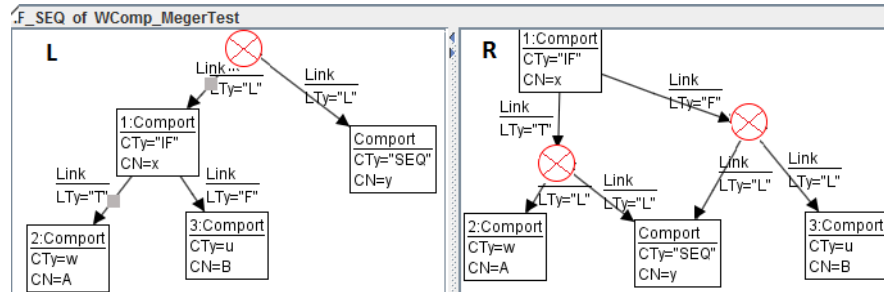 .F_SEQ of WComp_MegerTest
L
Link
LTy="L"
Link
LTy="L"
1:Comport
CTy="IF"
CN=x
Comport
CTy="SEQ"
CN=y
Link
LTy="T"
Link
LTy="F"
2:Comport
CTy=w
CN=A
3:Comport
CTy=u
CN=B
R
1:Comport
CTy="IF"
CN=x
Link
LTy="F"
Link
LTy="T"
Link
LTy="L"
Link
LTy="L"
Link
LTy="L"
Link
LTy="L"
2:Comport
CTy=w
CN=A
Comport
CTy="SEQ"
CN=y
3:Comport
CTy=u
CN=B